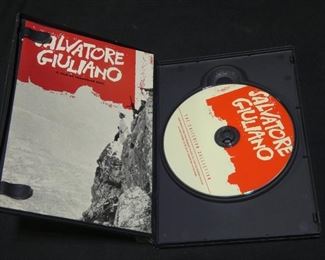 SALVATORE
GIULIANO
SALVATORE
GIULIANO
THE CRITERION COLLECTION